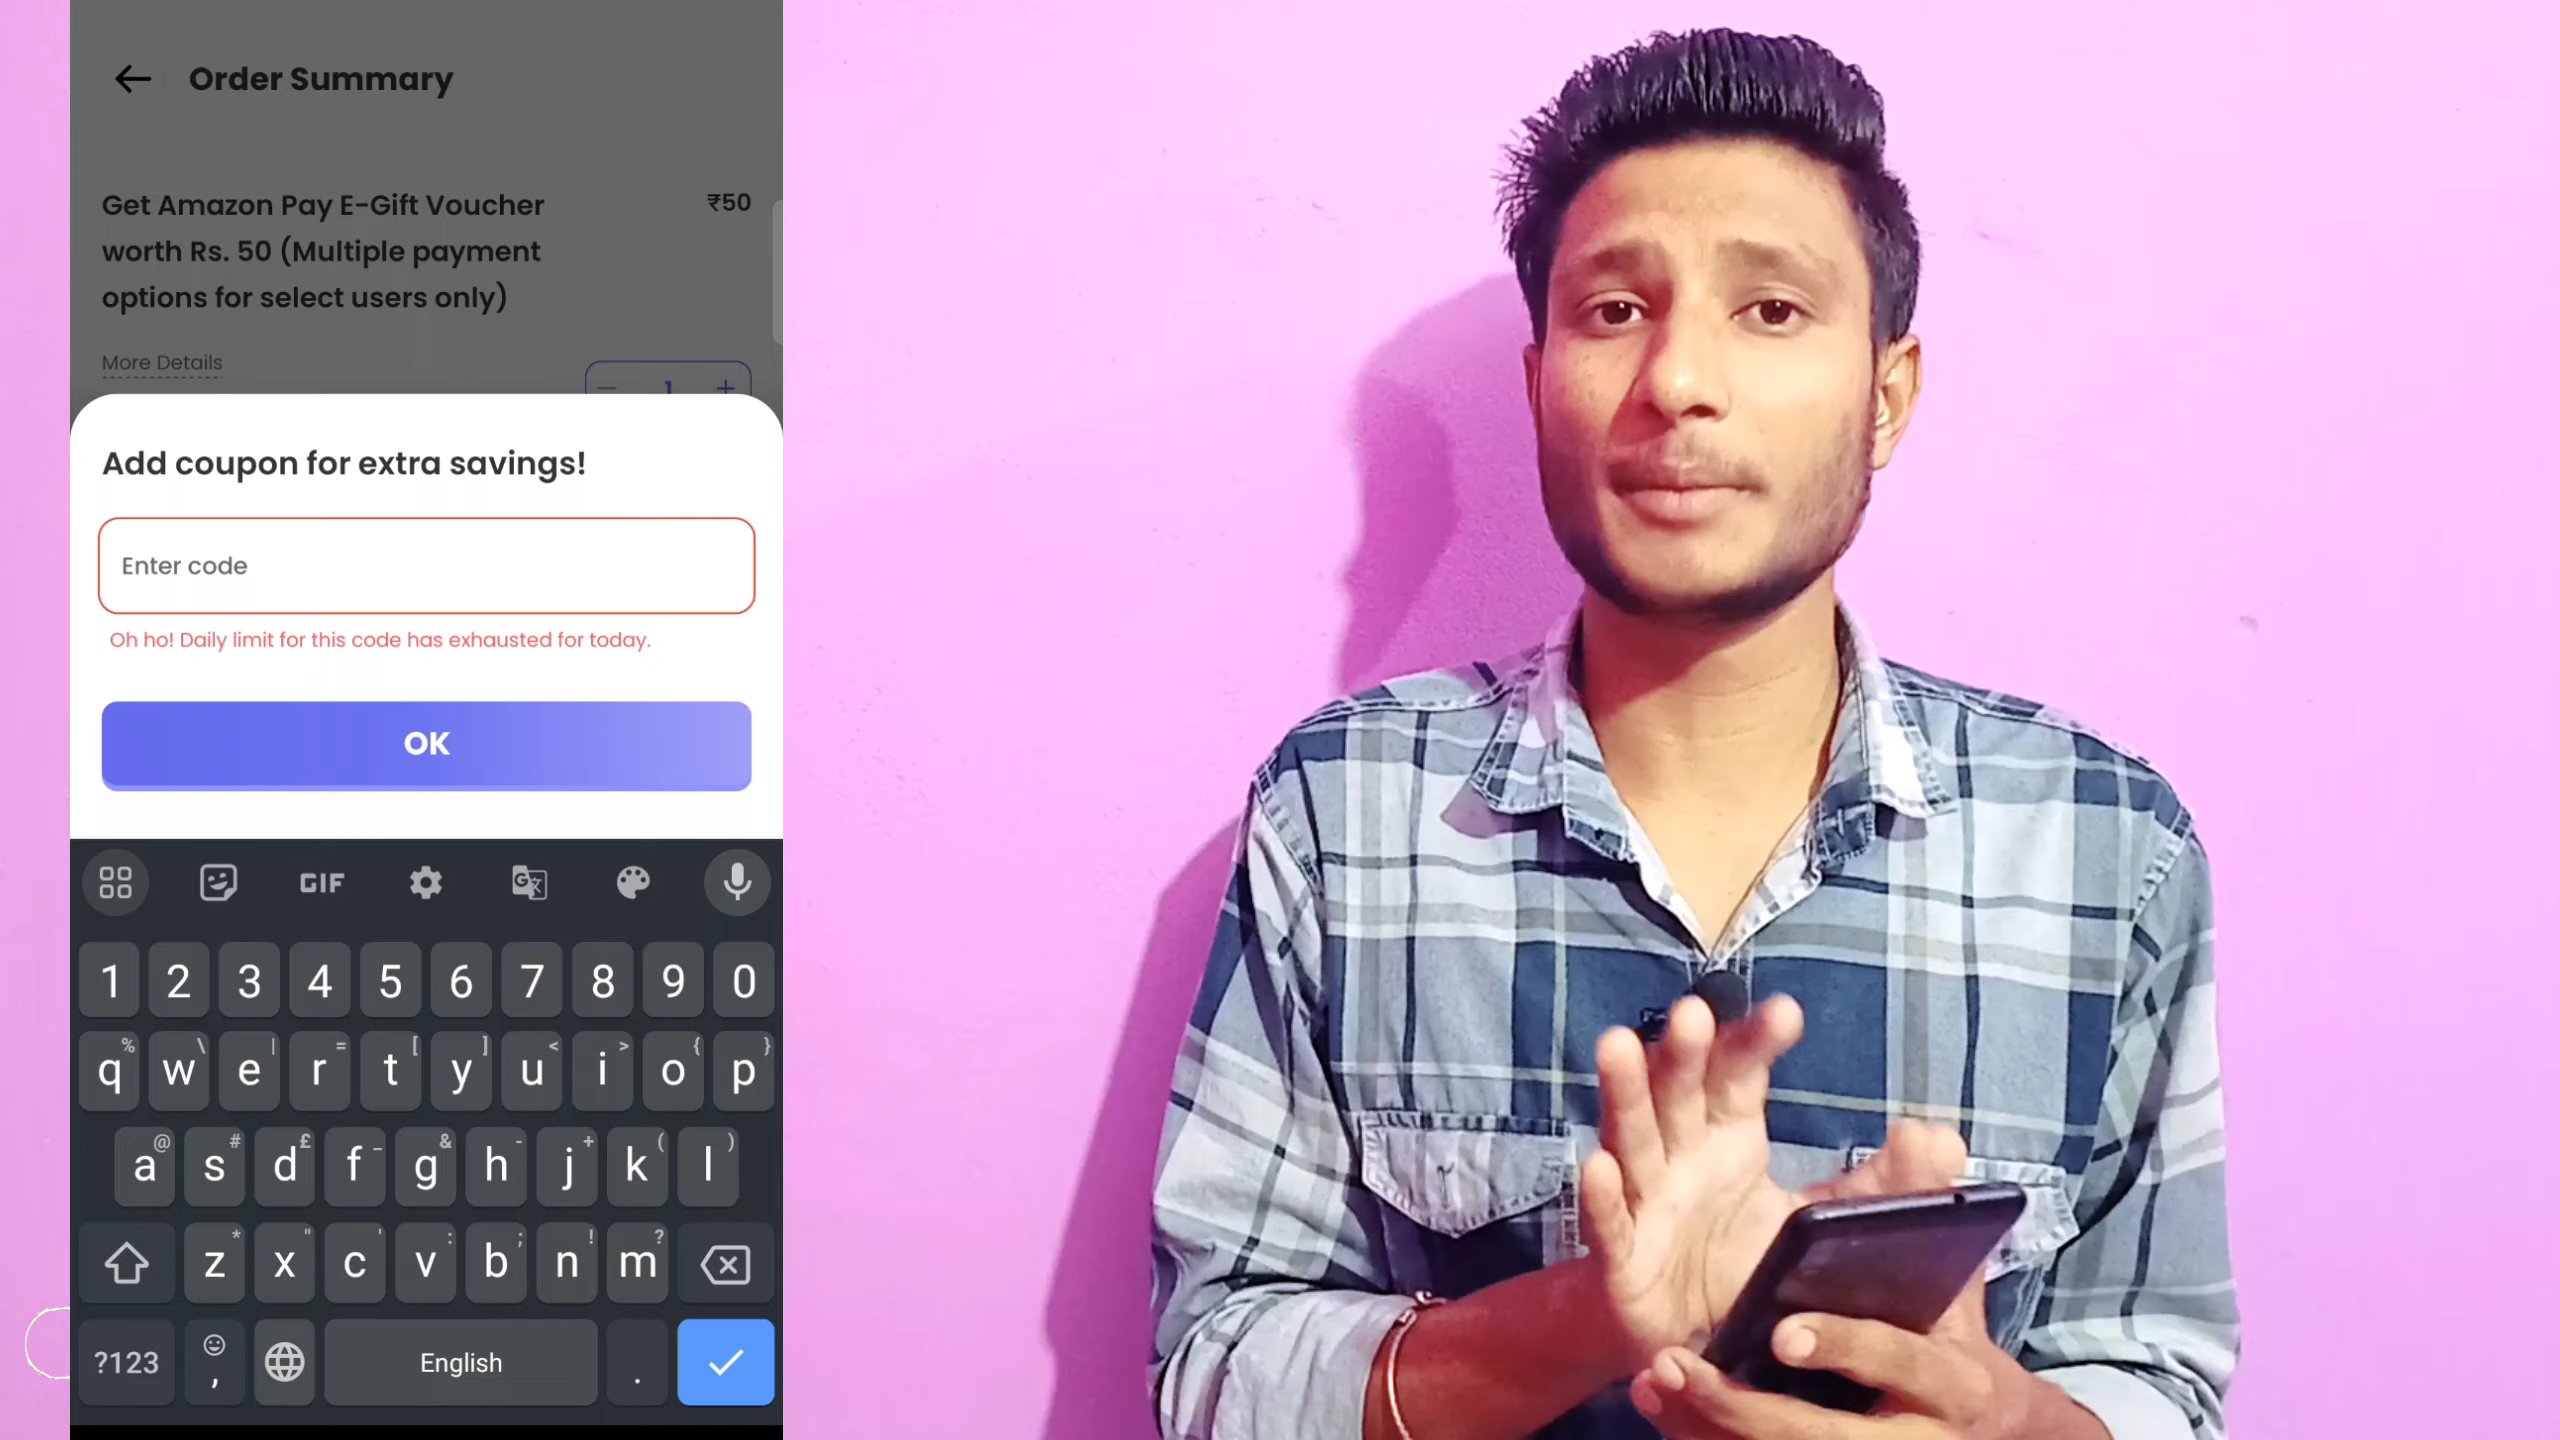 Order Summary
Get Amazon Pay E-Gift Voucher ₹50
worth Rs. 50 (Multiple payment
options for select users only)
More Details
− 1 +
Add coupon for extra savings!
Enter code
Oh ho! Daily limit for this code has exhausted for today.
OK
GIF
1 2 3 4 5 6 7 8 9 0
% \ | = [ ] < > { }
q w e r t y u i o p
@ # £ _ & - + ( )
a s d f g h j k l
* " ' : ; ! ?
z x c v b n m
?123 , English .